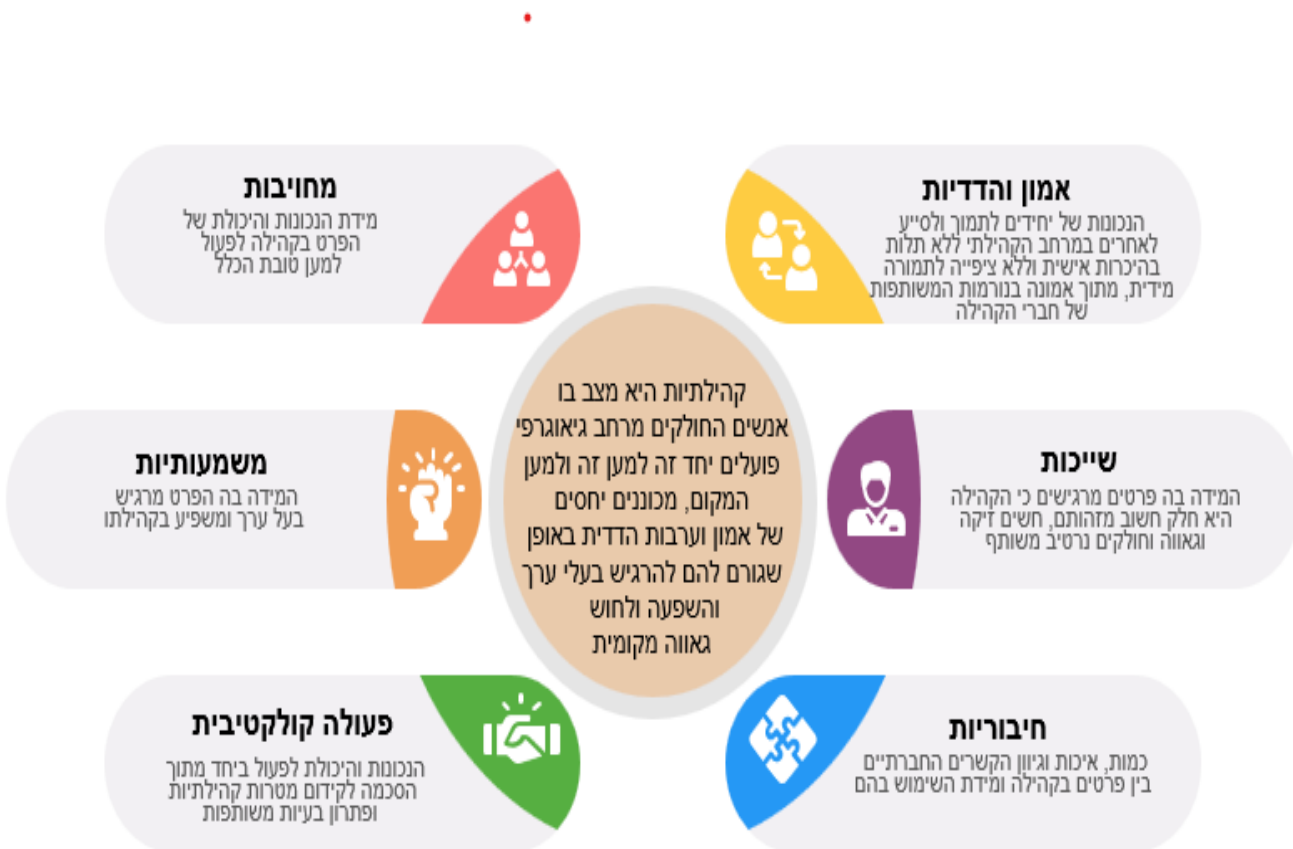 אמון והדדיות
הנכונות של יחידים לתמוך ולסייע
לאחרים במרחב הקהילתי ללא תלות
בהיכרות אישית וללא ציפייה לתמורה
מידית, מתוך אמונה בנורמות המשותפות
של חברי הקהילה
מחויבות
מידת הנכונות והיכולת של
הפרט בקהילה לפעול
למען טובת הכלל
קהילתיות היא מצב בו
אנשים החולקים מרחב גיאוגרפי
פועלים יחד זה למען זה ולמען
המקום, מכוננים יחסים
של אמון וערבות הדדית באופן
שגורם להם להרגיש בעלי ערך
והשפעה ולחוש
גאווה מקומית
שייכות
המידה בה פרטים מרגישים כי הקהילה
היא חלק חשוב מזהותם, חשים זיקה
וגאווה וחולקים נרטיב משותף
משמעותיות
המידה בה הפרט מרגיש
בעל ערך ומשפיע בקהילתו
חיבוריות
כמות, איכות וגיוון הקשרים החברתיים
בין פרטים בקהילה ומידת השימוש בהם
פעולה קולקטיבית
הנכונות והיכולת לפעול ביחד מתוך
הסכמה לקידום מטרות קהילתיות
ופתרון בעיות משותפות